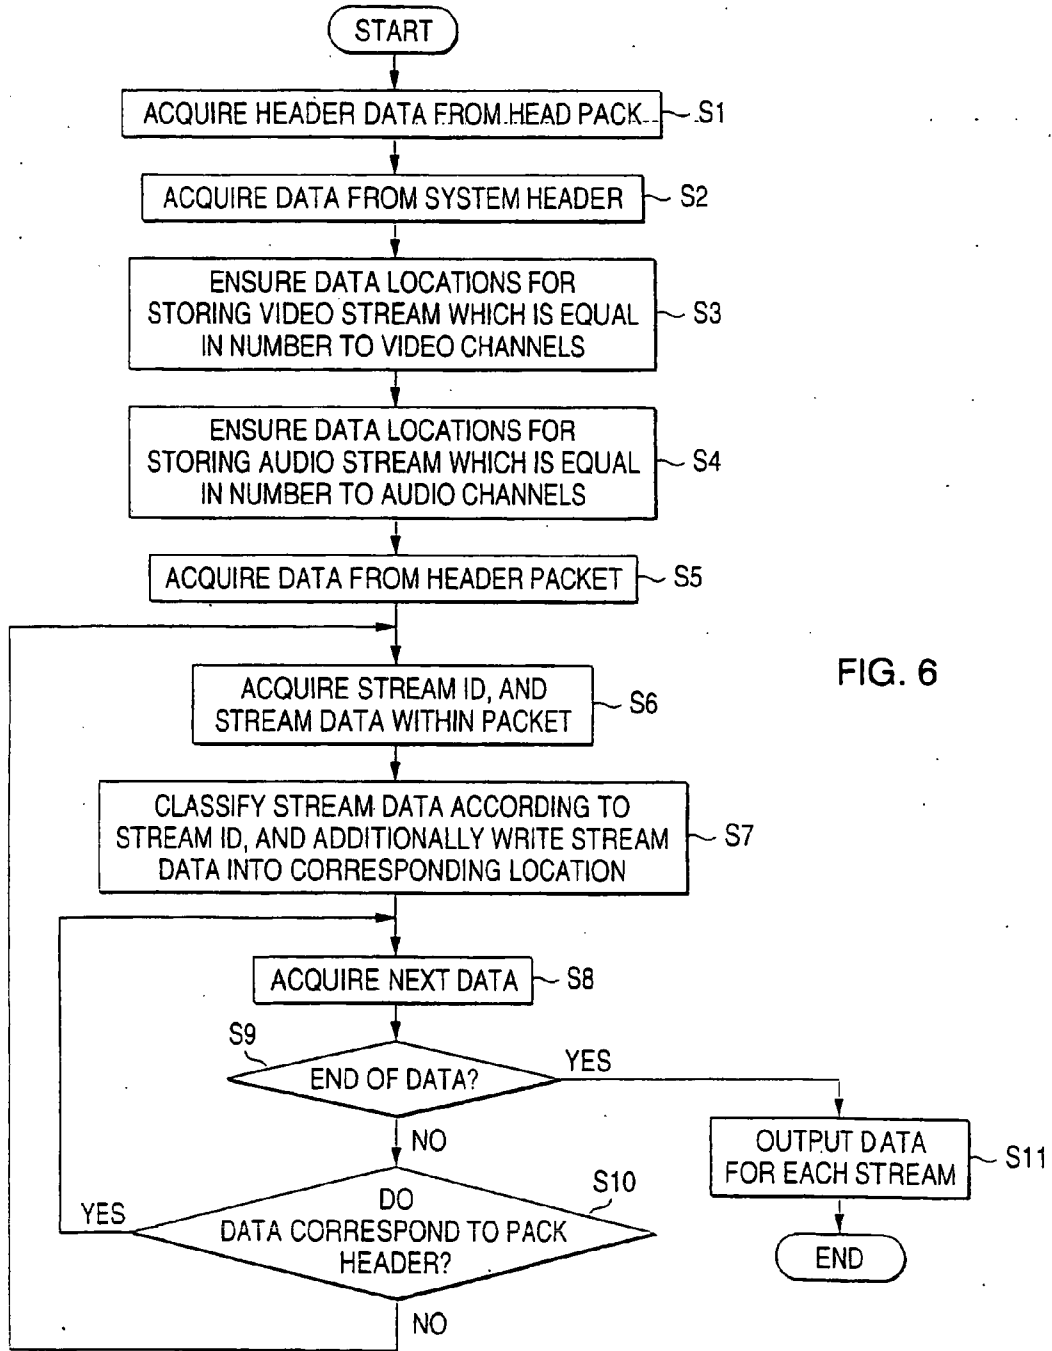 START
ACQUIRE HEADER DATA FROM HEAD PACK
S1
ACQUIRE DATA FROM SYSTEM HEADER
S2
ENSURE DATA LOCATIONS FOR
STORING VIDEO STREAM WHICH IS EQUAL
IN NUMBER TO VIDEO CHANNELS
S3
ENSURE DATA LOCATIONS FOR
STORING AUDIO STREAM WHICH IS EQUAL
IN NUMBER TO AUDIO CHANNELS
S4
ACQUIRE DATA FROM HEADER PACKET
S5
FIG. 6
ACQUIRE STREAM ID, AND
STREAM DATA WITHIN PACKET
S6
CLASSIFY STREAM DATA ACCORDING TO
STREAM ID, AND ADDITIONALLY WRITE STREAM
DATA INTO CORRESPONDING LOCATION
S7
ACQUIRE NEXT DATA
S8
S9
END OF DATA?
YES
NO
OUTPUT DATA
FOR EACH STREAM
S11
S10
DO
DATA CORRESPOND TO PACK
HEADER?
YES
NO
END